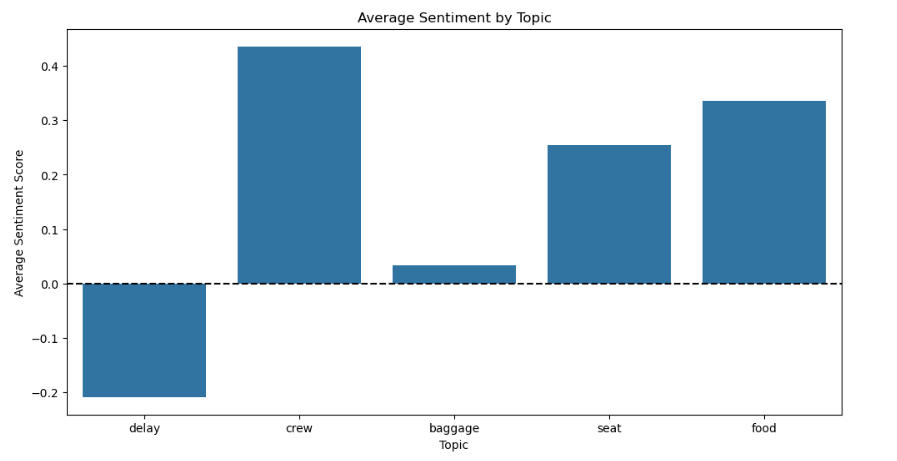 Average Sentiment by Topic
Average Sentiment Score
0.4
0.3
0.2
0.1
0.0
−0.1
−0.2
delay crew baggage seat food
Topic